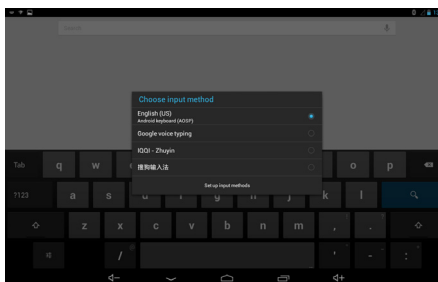 search
Choose input method
English (US)
Android keyboard (AOSP)
Google voice typing
IQQI - Zhuyin
搜狗输入法
Set up input methods
Tab q w o p
?123 a s u y j k l
z x c v b n m , .
/ ' - :